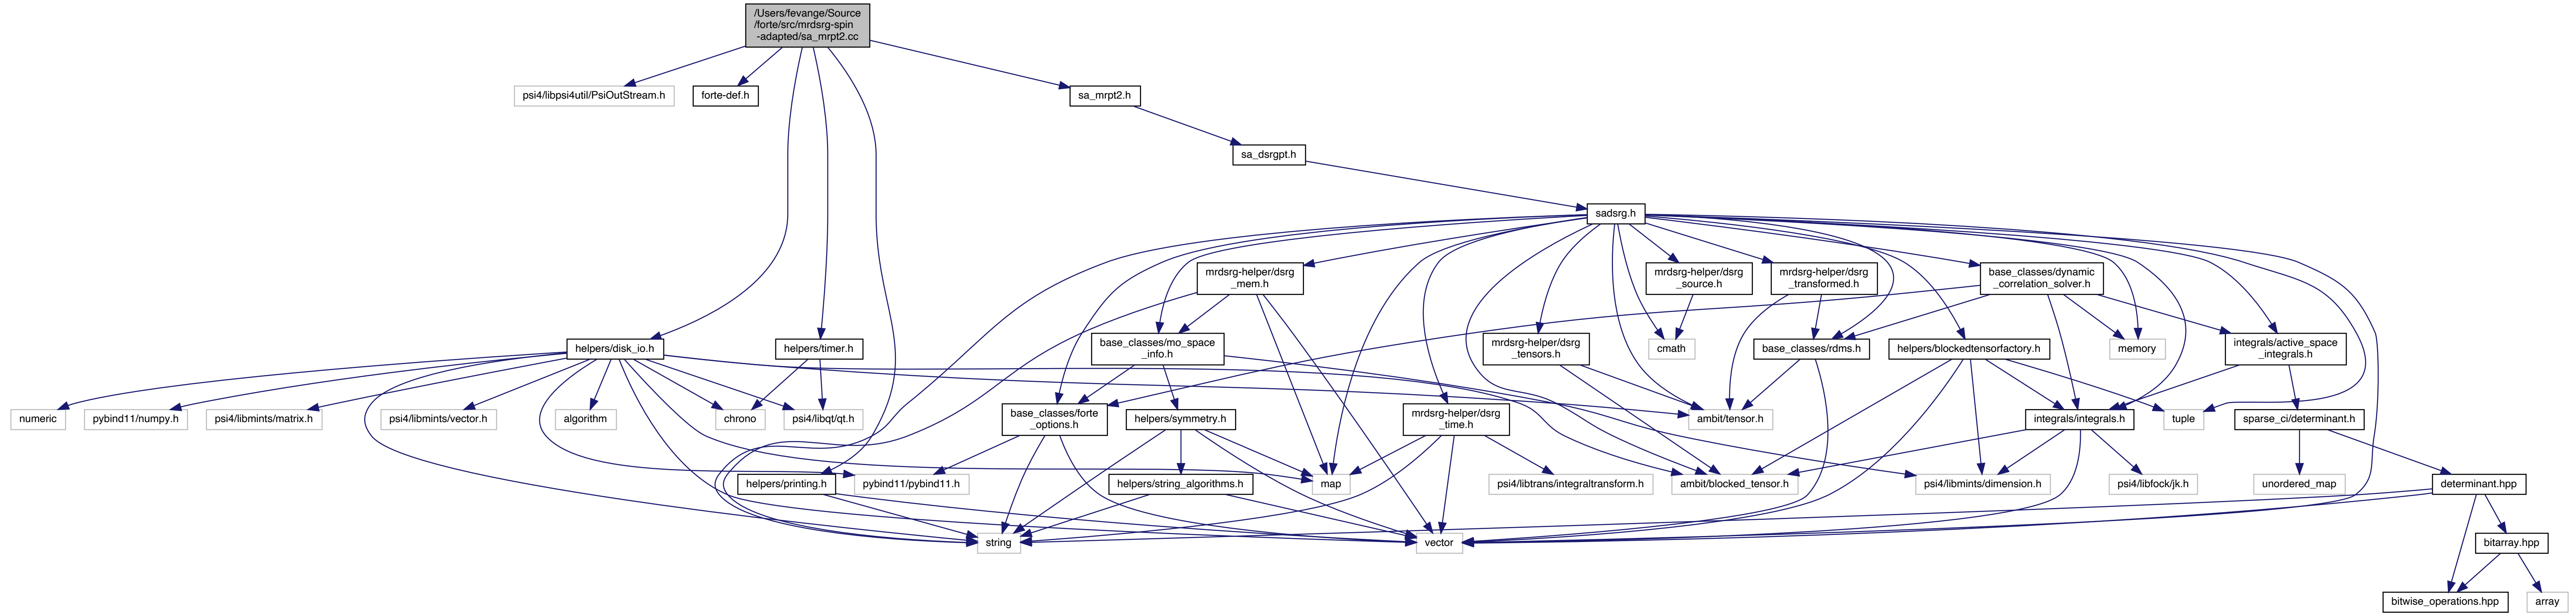 /Users/fevange/Source
/forte/src/mrdsrg-spin
-adapted/sa_mrpt2.cc
psi4/libpsi4util/PsiOutStream.h
forte-def.h
sa_mrpt2.h
sa_dsrgpt.h
sadsrg.h
mrdsrg-helper/dsrg
_mem.h
mrdsrg-helper/dsrg
_source.h
mrdsrg-helper/dsrg
_transformed.h
base_classes/dynamic
_correlation_solver.h
helpers/disk_io.h
helpers/timer.h
base_classes/mo_space
_info.h
mrdsrg-helper/dsrg
_tensors.h
cmath
base_classes/rdms.h
helpers/blockedtensorfactory.h
memory
integrals/active_space
_integrals.h
numeric
pybind11/numpy.h
psi4/libmints/matrix.h
psi4/libmints/vector.h
algorithm
chrono
psi4/libqt/qt.h
base_classes/forte
_options.h
helpers/symmetry.h
mrdsrg-helper/dsrg
_time.h
ambit/tensor.h
integrals/integrals.h
tuple
sparse_ci/determinant.h
helpers/printing.h
pybind11/pybind11.h
helpers/string_algorithms.h
map
psi4/libtrans/integraltransform.h
ambit/blocked_tensor.h
psi4/libmints/dimension.h
psi4/libfock/jk.h
unordered_map
determinant.hpp
string
vector
bitarray.hpp
bitwise_operations.hpp
array